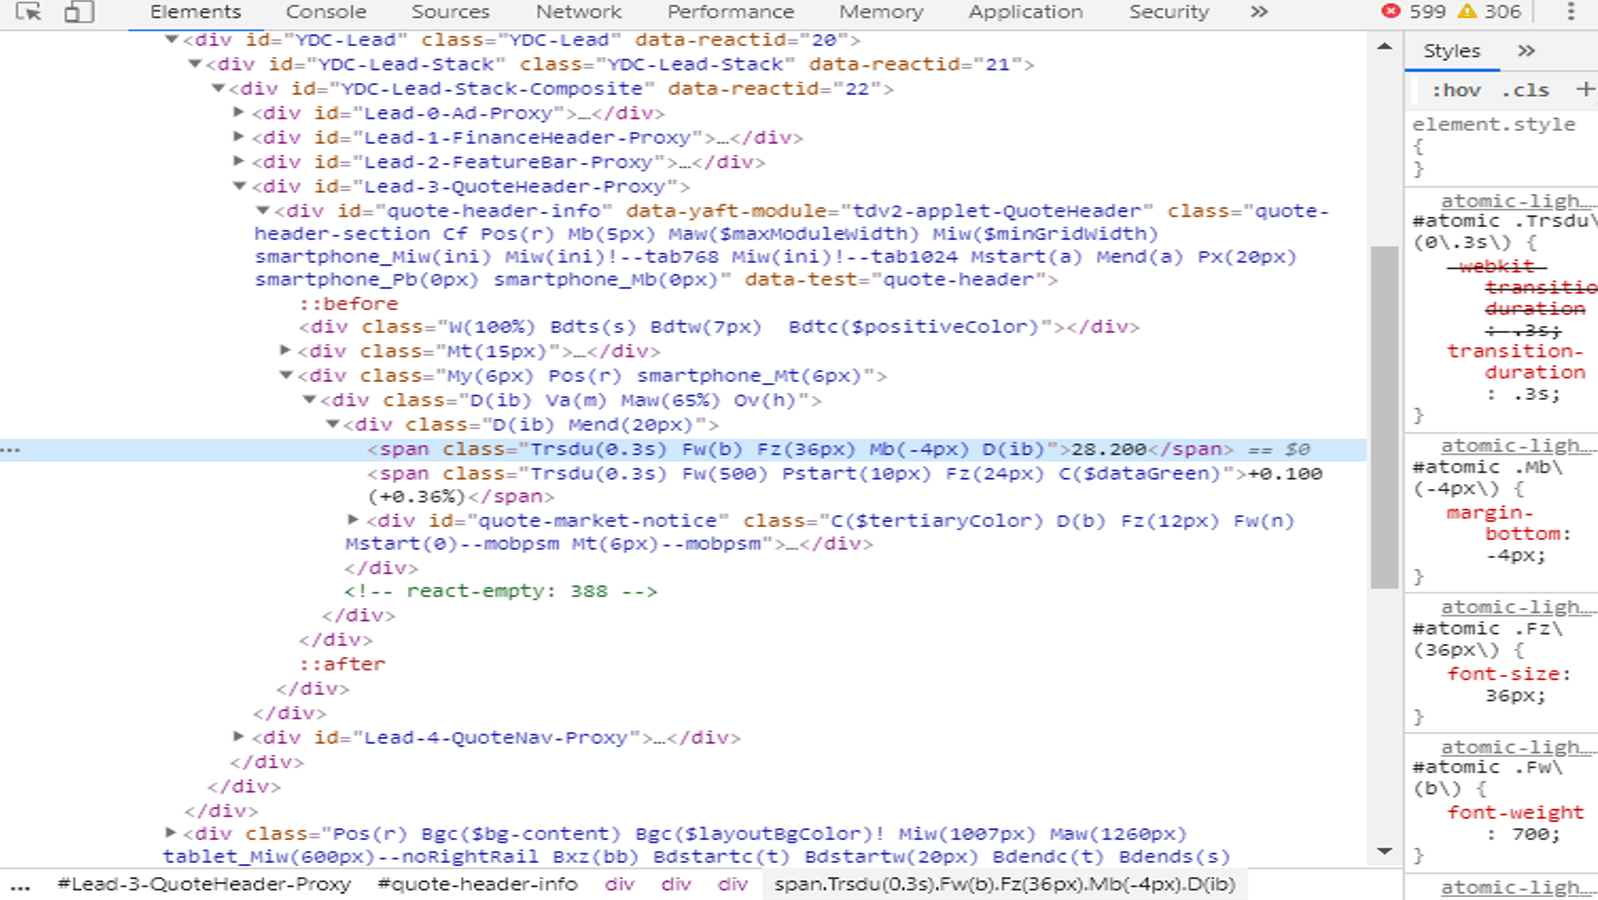 Elements Console Sources Network Performance Memory Application Security » 599 306
<div id="YDC-Lead" class="YDC-Lead" data-reactid="20">
<div id="YDC-Lead-Stack" class="YDC-Lead-Stack" data-reactid="21">
<div id="YDC-Lead-Stack-Composite" data-reactid="22">
<div id="Lead-0-Ad-Proxy">…</div>
<div id="Lead-1-FinanceHeader-Proxy">…</div>
<div id="Lead-2-FeatureBar-Proxy">…</div>
<div id="Lead-3-QuoteHeader-Proxy">
<div id="quote-header-info" data-yaft-module="tdv2-applet-QuoteHeader" class="quote-
header-section Cf Pos(r) Mb(5px) Maw($maxModuleWidth) Miw($minGridWidth)
smartphone_Miw(ini) Miw(ini)!--tab768 Miw(ini)!--tab1024 Mstart(a) Mend(a) Px(20px)
smartphone_Pb(0px) smartphone_Mb(0px)" data-test="quote-header">
::before
<div class="W(100%) Bdts(s) Bdtw(7px)  Bdtc($positiveColor)"></div>
<div class="Mt(15px)">…</div>
<div class="My(6px) Pos(r) smartphone_Mt(6px)">
<div class="D(ib) Va(m) Maw(65%) Ov(h)">
<div class="D(ib) Mend(20px)">
... <span class="Trsdu(0.3s) Fw(b) Fz(36px) Mb(-4px) D(ib)">28.200</span> == $0
<span class="Trsdu(0.3s) Fw(500) Pstart(10px) Fz(24px) C($dataGreen)">+0.100
(+0.36%)</span>
<div id="quote-market-notice" class="C($tertiaryColor) D(b) Fz(12px) Fw(n)
Mstart(0)--mobpsm Mt(6px)--mobpsm">…</div>
</div>
<!-- react-empty: 388 -->
</div>
</div>
::after
</div>
</div>
<div id="Lead-4-QuoteNav-Proxy">…</div>
</div>
</div>
</div>
<div class="Pos(r) Bgc($bg-content) Bgc($layoutBgColor)! Miw(1007px) Maw(1260px)
tablet_Miw(600px)--noRightRail Bxz(bb) Bdstartc(t) Bdstartw(20px) Bdendc(t) Bdends(s)
... #Lead-3-QuoteHeader-Proxy #quote-header-info div div div span.Trsdu(0.3s).Fw(b).Fz(36px).Mb(-4px).D(ib)
Styles »
:hov .cls +
element.style
{
}
atomic-ligh…
#atomic .Trsdu\
(0\.3s\) {
-webkit-
transitio
duration
: .3s;
transition-
duration
: .3s;
}
atomic-ligh…
#atomic .Mb\
(-4px\) {
margin-
bottom:
-4px;
}
atomic-ligh…
#atomic .Fz\
(36px\) {
font-size:
36px;
}
atomic-ligh…
#atomic .Fw\
(b\) {
font-weight
: 700;
}
atomic-ligh…